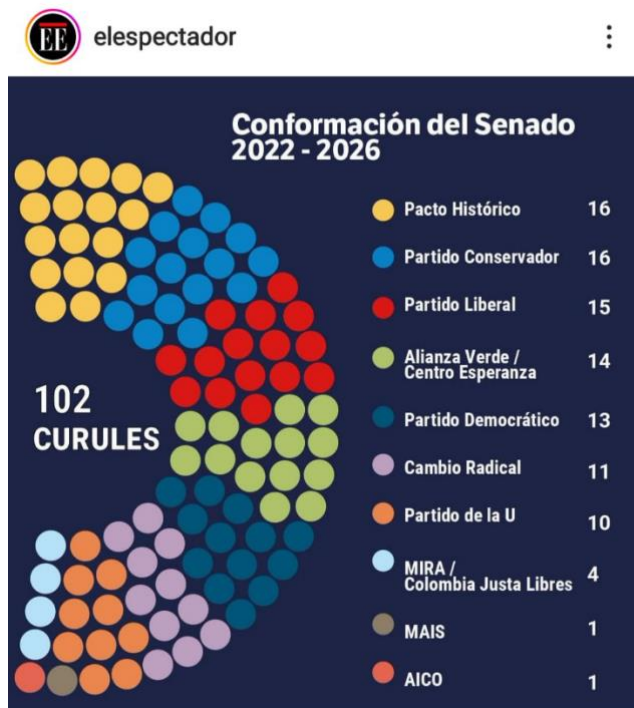 EE
elespectador
Conformación del Senado
2022 - 2026
Pacto Histórico 16
Partido Conservador 16
Partido Liberal 15
Alianza Verde /
Centro Esperanza 14
Partido Democrático 13
Cambio Radical 11
Partido de la U 10
MIRA /
Colombia Justa Libres 4
MAIS 1
AICO 1
102
CURULES